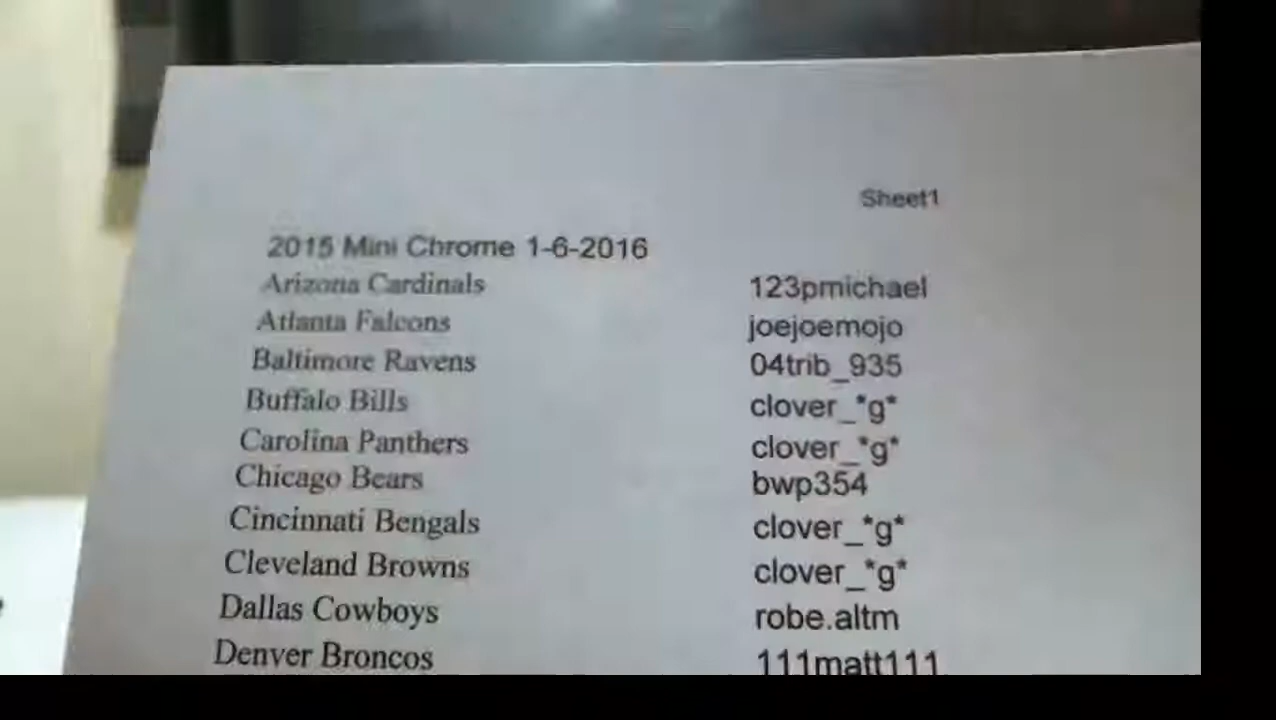 Sheet1
2015 Mini Chrome 1-6-2016
Arizona Cardinals 123pmichael
Atlanta Falcons joejoemojo
Baltimore Ravens 04trib_935
Buffalo Bills clover_*g*
Carolina Panthers clover_*g*
Chicago Bears bwp354
Cincinnati Bengals clover_*g*
Cleveland Browns clover_*g*
Dallas Cowboys robe.altm
Denver Broncos 111matt111